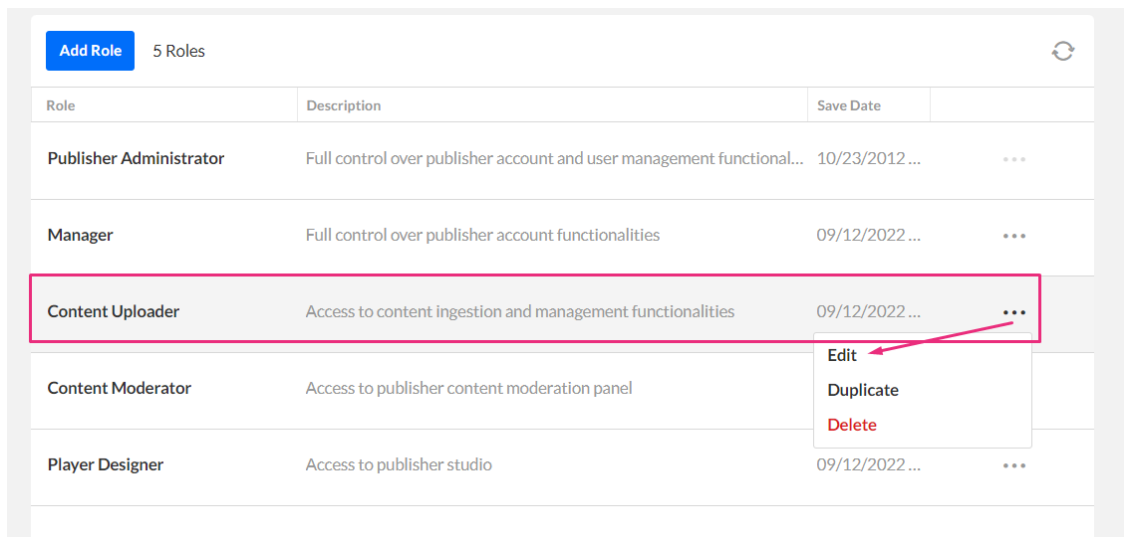 Add Role 5 Roles
Role Description Save Date
Publisher Administrator Full control over publisher account and user management functional... 10/23/2012 ...
Manager Full control over publisher account functionalities 09/12/2022 ...
Content Uploader Access to content ingestion and management functionalities 09/12/2022 ...
Edit
Content Moderator Access to publisher content moderation panel Duplicate
Delete
Player Designer Access to publisher studio 09/12/2022 ...